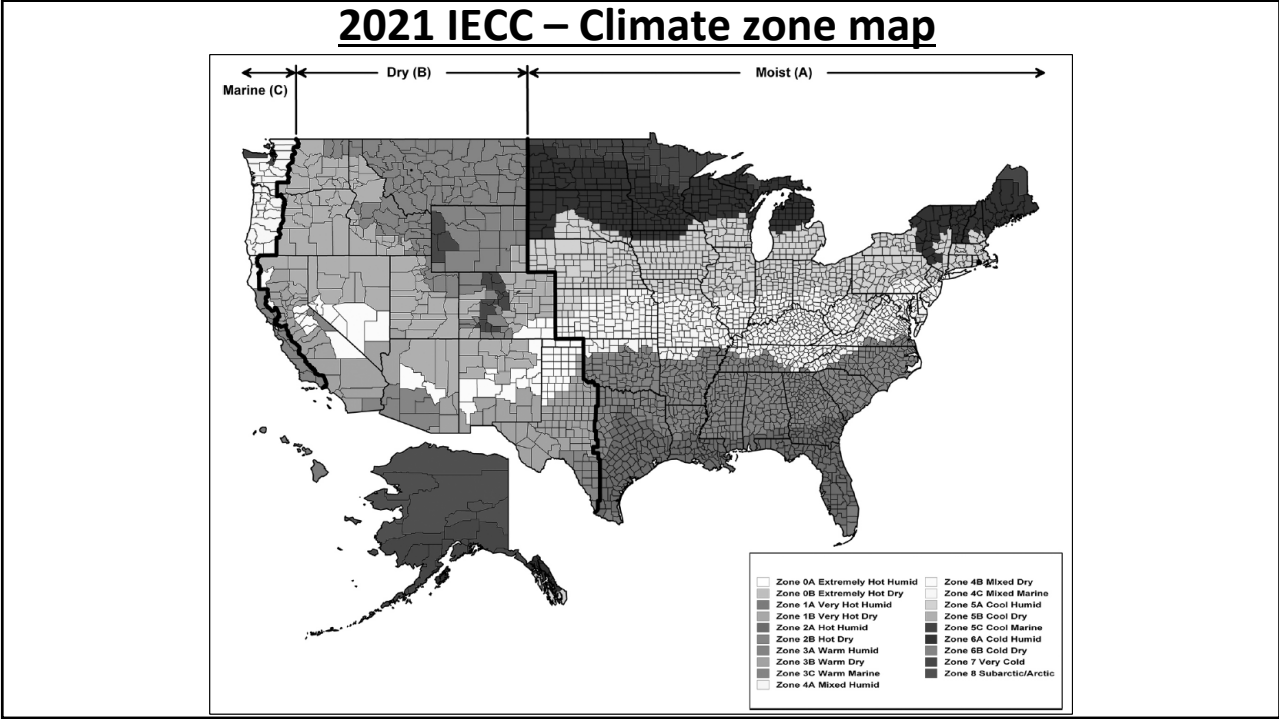 2021 IECC – Climate zone map
Dry (B)
Moist (A)
Marine (C)
Zone 0A Extremely Hot Humid
Zone 0B Extremely Hot Dry
Zone 1A Very Hot Humid
Zone 1B Very Hot Dry
Zone 2A Hot Humid
Zone 2B Hot Dry
Zone 3A Warm Humid
Zone 3B Warm Dry
Zone 3C Warm Marine
Zone 4A Mixed Humid
Zone 4B Mixed Dry
Zone 4C Mixed Marine
Zone 5A Cool Humid
Zone 5B Cool Dry
Zone 5C Cool Marine
Zone 6A Cold Humid
Zone 6B Cold Dry
Zone 7 Very Cold
Zone 8 Subarctic/Arctic